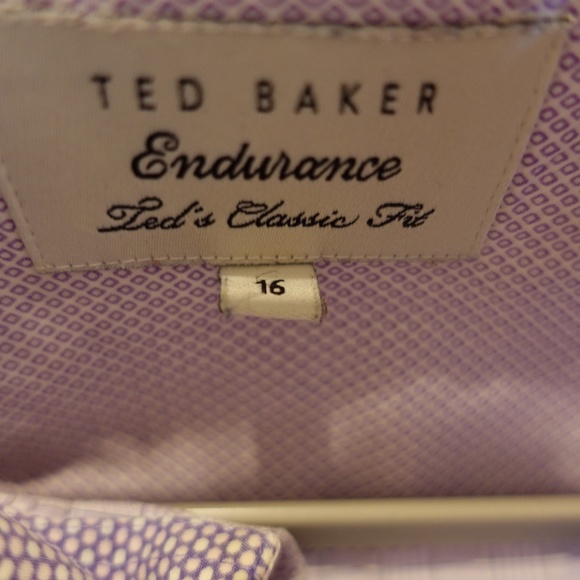 TED BAKER
Endurance
Ted's Classic Fit
16